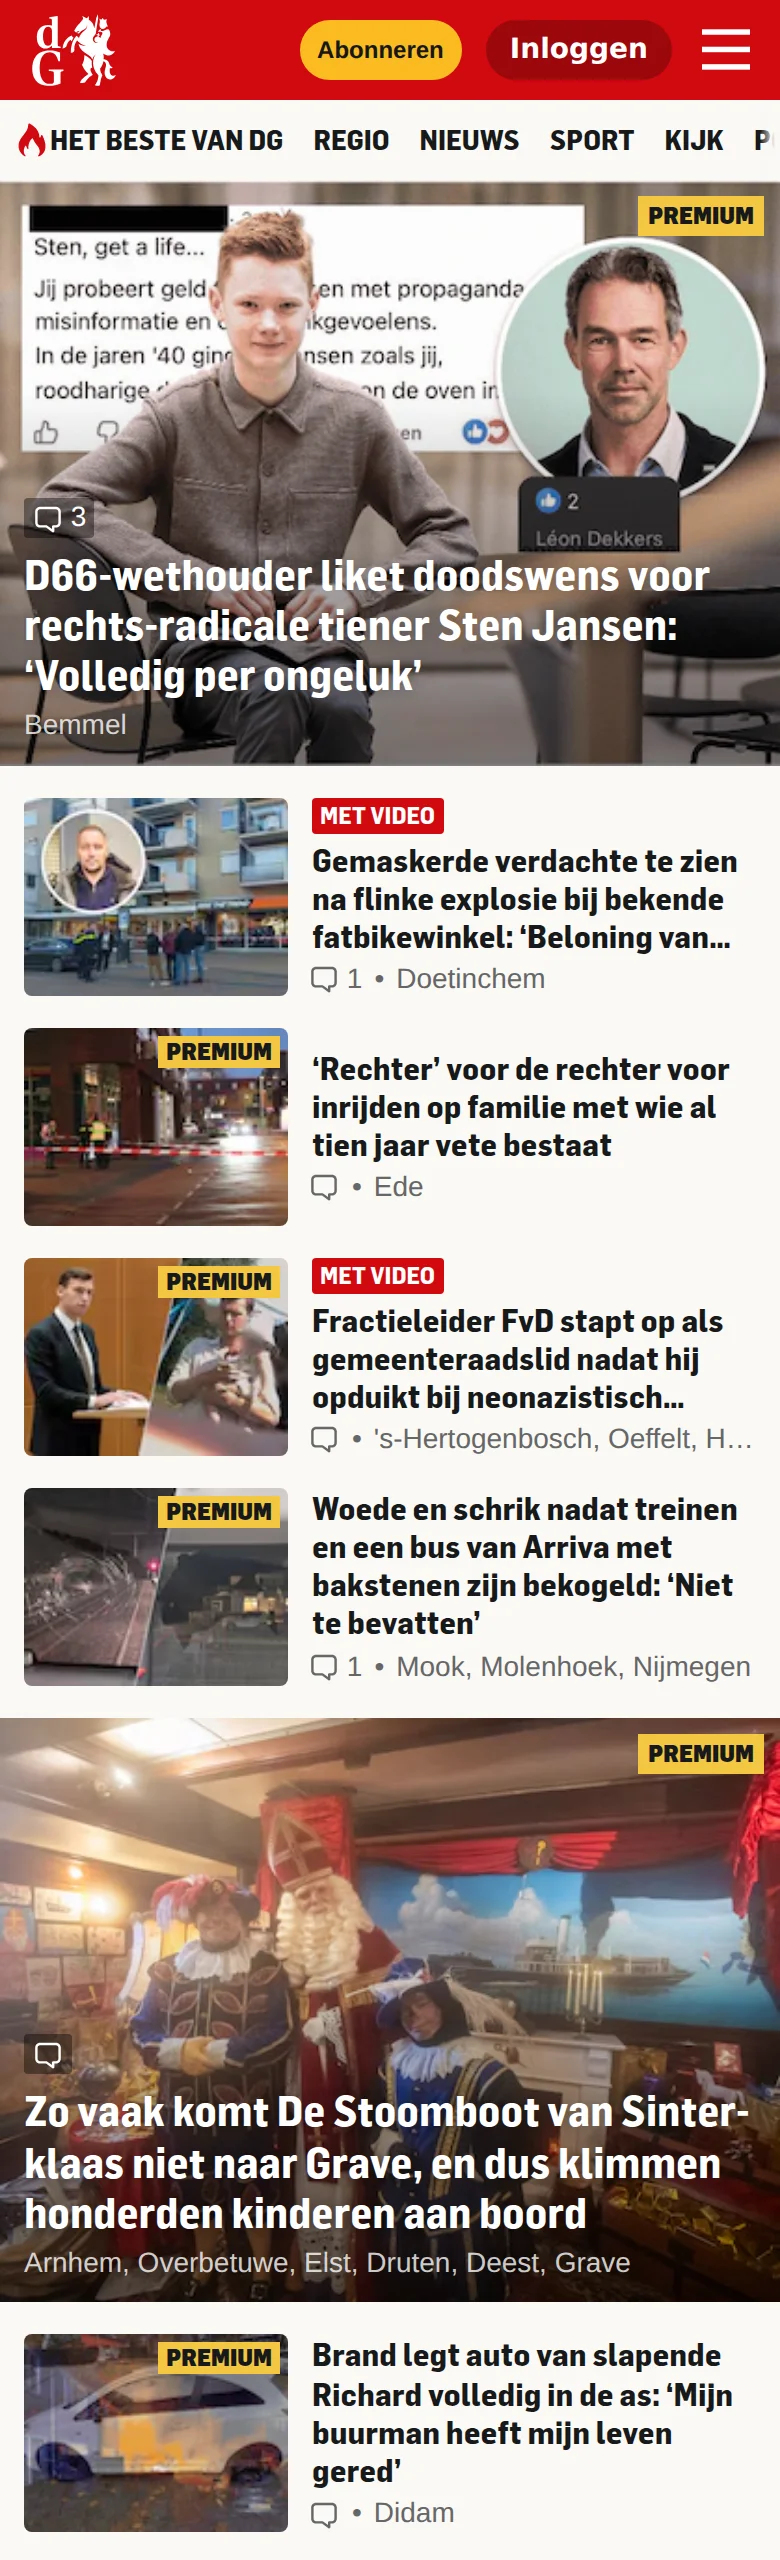 dG
Abonneren
Inloggen
HET BESTE VAN DG
REGIO
NIEUWS
SPORT
KIJK
PREMIUM
Sten, get a life...
Jij probeert geld en met propaganda
misinformatie en nkgevoelens.
In de jaren '40 ging nsen zoals jij,
roodharige on de oven in
en
2
Léon Dekkers
3
D66-wethouder liket doodswens voor
rechts-radicale tiener Sten Jansen:
‘Volledig per ongeluk’
Bemmel
MET VIDEO
Gemaskerde verdachte te zien
na flinke explosie bij bekende
fatbikewinkel: ‘Beloning van...
1 • Doetinchem
PREMIUM
‘Rechter’ voor de rechter voor
inrijden op familie met wie al
tien jaar vete bestaat
• Ede
PREMIUM
MET VIDEO
Fractieleider FvD stapt op als
gemeenteraadslid nadat hij
opduikt bij neonazistisch...
• 's-Hertogenbosch, Oeffelt, H...
PREMIUM
Woede en schrik nadat treinen
en een bus van Arriva met
bakstenen zijn bekogeld: ‘Niet
te bevatten’
1 • Mook, Molenhoek, Nijmegen
PREMIUM
Zo vaak komt De Stoomboot van Sinter-
klaas niet naar Grave, en dus klimmen
honderden kinderen aan boord
Arnhem, Overbetuwe, Elst, Druten, Deest, Grave
PREMIUM
Brand legt auto van slapende
Richard volledig in de as: ‘Mijn
buurman heeft mijn leven
gered’
• Didam